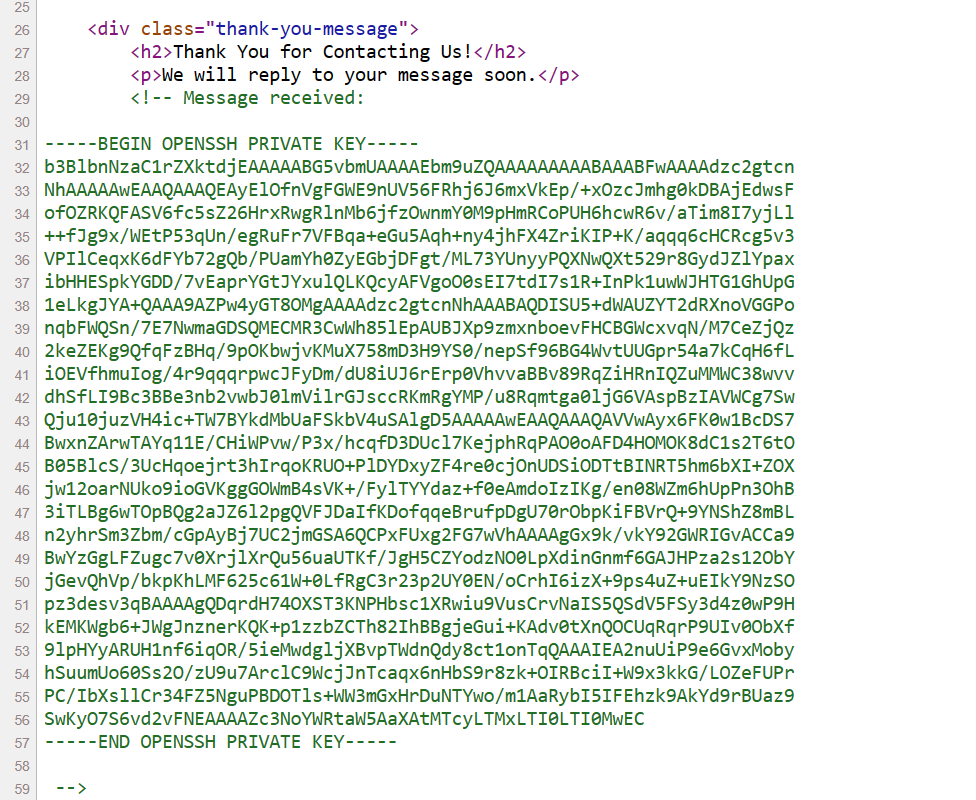 25
26 <div class="thank-you-message">
27 <h2>Thank You for Contacting Us!</h2>
28 <p>We will reply to your message soon.</p>
29 <!-- Message received:
30
31 -----BEGIN OPENSSH PRIVATE KEY-----
32 b3BlbnNzaC1rZXktdjEAAAAABG5vbmUAAAAEbm9uZQAAAAAAAAABAAABFwAAAAdzc2gtcn
33 NhAAAAAwEAAQAAAQEAyElOfnVgFGWE9nUV56FRhj6J6mxVkEp/+xOzcJmhg0kDBAjEdwsF
34 ofOZRKQFASV6fc5sZ26HrxRwgRlnMb6jfzOwnmY0M9pHmRCoPUH6hcwR6v/aTim8I7yjLl
35 ++fJg9x/WEtP53qUn/egRuFr7VFBqa+eGu5Aqh+ny4jhFX4ZriKIP+K/aqqq6cHCRcg5v3
36 VPIlCeqxK6dFYb72gQb/PUamYh0ZyEGbjDFgt/ML73YUnyyPQXNwQXt529r8GydJZlYpax
37 ibHHESpkYGDD/7vEaprYGtJYxulQLKQcyAFVgoO0sEI7tdI7s1R+InPk1uwWJHTG1GhUpG
38 1eLkgJYA+QAAA9AZPw4yGT8OMgAAAAdzc2gtcnNhAAABAQDISU5+dWAUZYT2dRXnoVGGPo
39 nqbFWQSn/7E7NwmaGDSQMECMR3CwWh85lEpAUBJXp9zmxnboevFHCBGWcxvqN/M7CeZjQz
40 2keZEKg9QfqFzBHq/9pOKbwjvKMuX758mD3H9YS0/nepSf96BG4WvtUUGpr54a7kCqH6fL
41 iOEVfhmuIog/4r9qqqrpwcJFyDm/dU8iUJ6rErp0VhvvaBBv89RqZiHRnIQZuMMWC38wvv
42 dhSfLI9Bc3BBe3nb2vwbJ0lmVilrGJsccRKmRgYMP/u8Rqmtga0ljG6VAspBzIAVWCg7Sw
43 Qju10juzVH4ic+TW7BYkdMbUaFSkbV4uSAlgD5AAAAAwEAAQAAAQAVVwAyx6FK0w1BcDS7
44 BwxnZArwTAYq11E/CHiWPvw/P3x/hcqfD3DUcl7KejphRqPAO0oAFD4HOMOK8dC1s2T6tO
45 B05BlcS/3UcHqoejrt3hIrqoKRUO+PlDYDxyZF4re0cjOnUDSiODTtBINRT5hm6bXI+ZOX
46 jw12oarNUko9ioGVKggGOWmB4sVK+/FylTYYdaz+f0eAmdoIzIKg/en08WZm6hUpPn3OhB
47 3iTLBg6wTOpBQg2aJZ6l2pgQVFJDaIfKDofqqeBrufpDgU70rObpKiFBVrQ+9YNShZ8mBL
48 n2yhrSm3Zbm/cGpAyBj7UC2jmGSA6QCPxFUxg2FG7wVhAAAAgGx9k/vkY92GWRIGvACCa9
49 BwYzGgLFZugc7v0XrjlXrQu56uaUTKf/JgH5CZYodzNO0LpXdinGnmf6GAJHPza2s12ObY
50 jGevQhVp/bkpKhLMF625c61W+0LfRgC3r23p2UY0EN/oCrhI6izX+9ps4uZ+uEIkY9NzSO
51 pz3desv3qBAAAAgQDqrdH74OXST3KNPHbsc1XRwiu9VusCrvNaIS5QSdV5FSy3d4z0wP9H
52 kEMKWgb6+JWgJnznerKQK+p1zzbZCTh82IhBBgjeGui+KAdv0tXnQOCUqRqrP9UIv0ObXf
53 9lpHYyARUH1nf6iqOR/5ieMwdgljXBvpTWdnQdy8ct1onTqQAAAIEA2nuUiP9e6GvxMoby
54 hSuumUo60Ss2O/zU9u7ArclC9WcjJnTcaqx6nHbS9r8zk+OIRBciI+W9x3kkG/LOZeFUPr
55 PC/IbXsllCr34FZ5NguPBDOTls+WW3mGxHrDuNTYwo/m1AaRybI5IFEhzk9AkYd9rBUaz9
56 SwKyO7S6vd2vFNEAAAAZc3NoYWRtaW5AaXAtMTcyLTMxLTI0LTI0MwEC
57 -----END OPENSSH PRIVATE KEY-----
58
59 -->